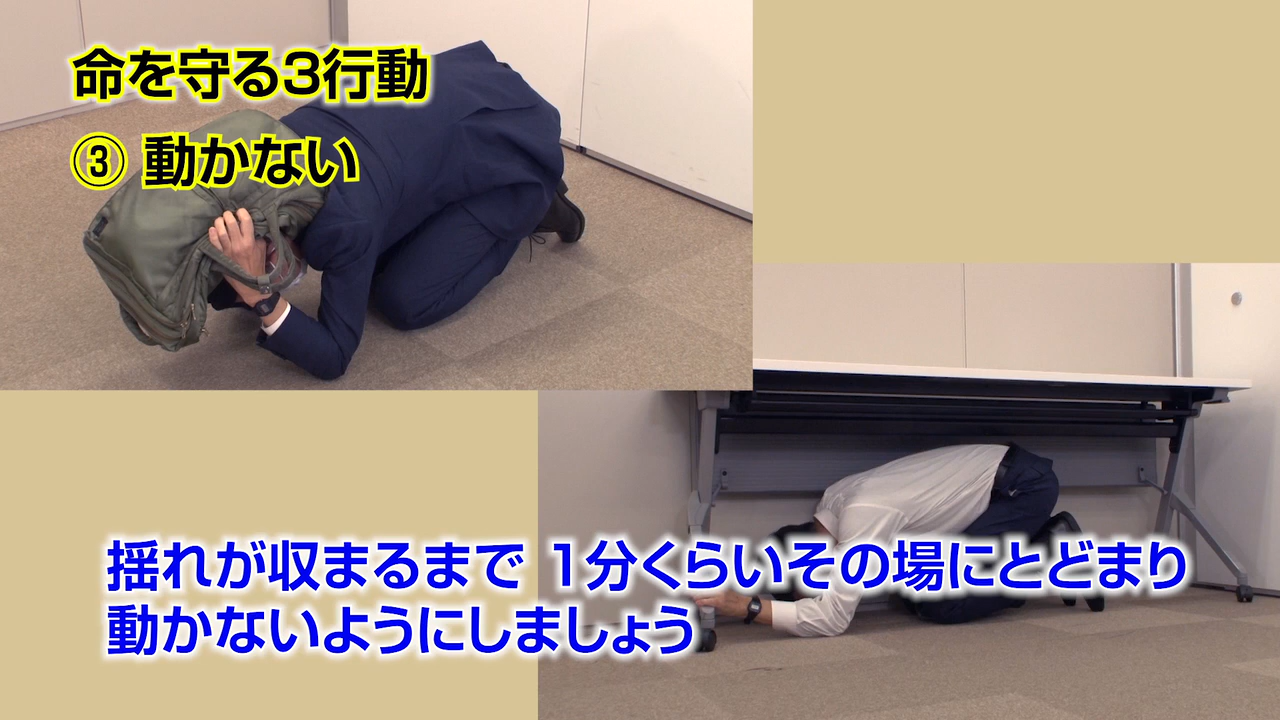 命を守る3行動
③ 動かない
揺れが収まるまで 1分くらいその場にとどまり
動かないようにしましょう